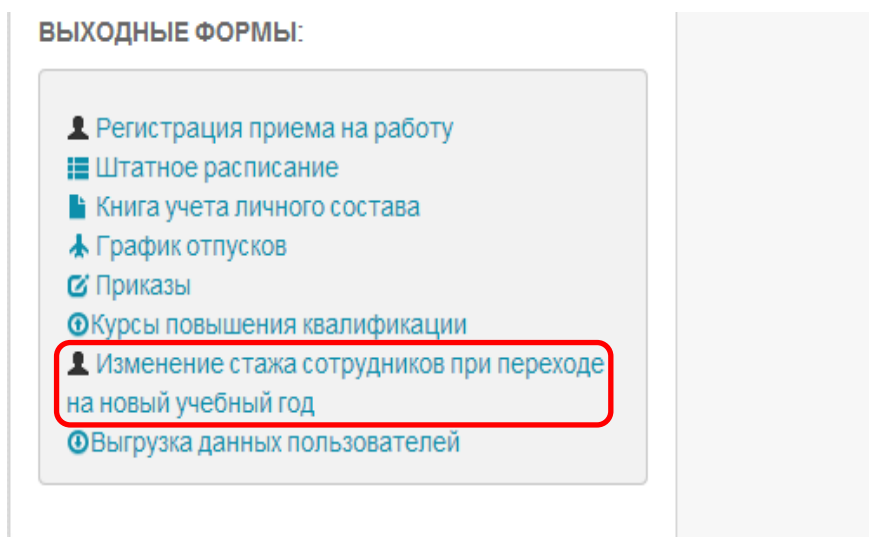 ВЫХОДНЫЕ ФОРМЫ:
Регистрация приема на работу
Штатное расписание
Книга учета личного состава
График отпусков
Приказы
Курсы повышения квалификации
Изменение стажа сотрудников при переходе
на новый учебный год
Выгрузка данных пользователей